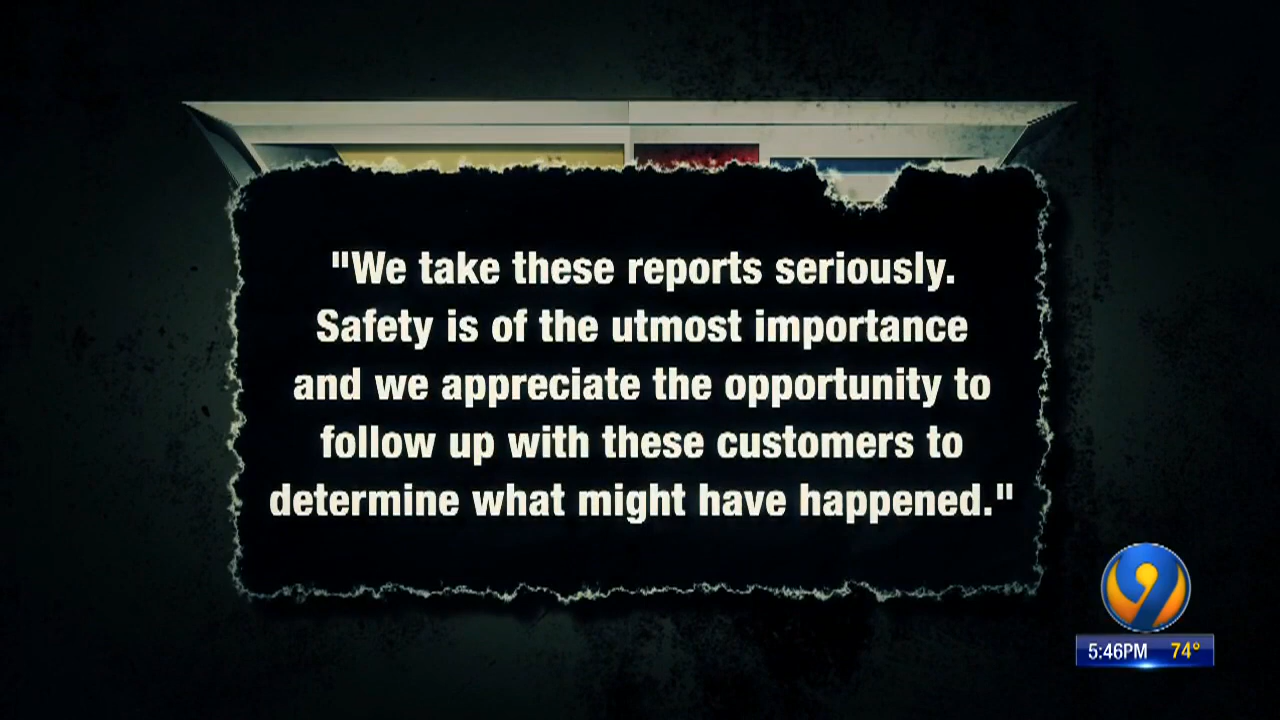 "We take these reports seriously.
Safety is of the utmost importance
and we appreciate the opportunity to
follow up with these customers to
determine what might have happened."
9
5:46PM 74°